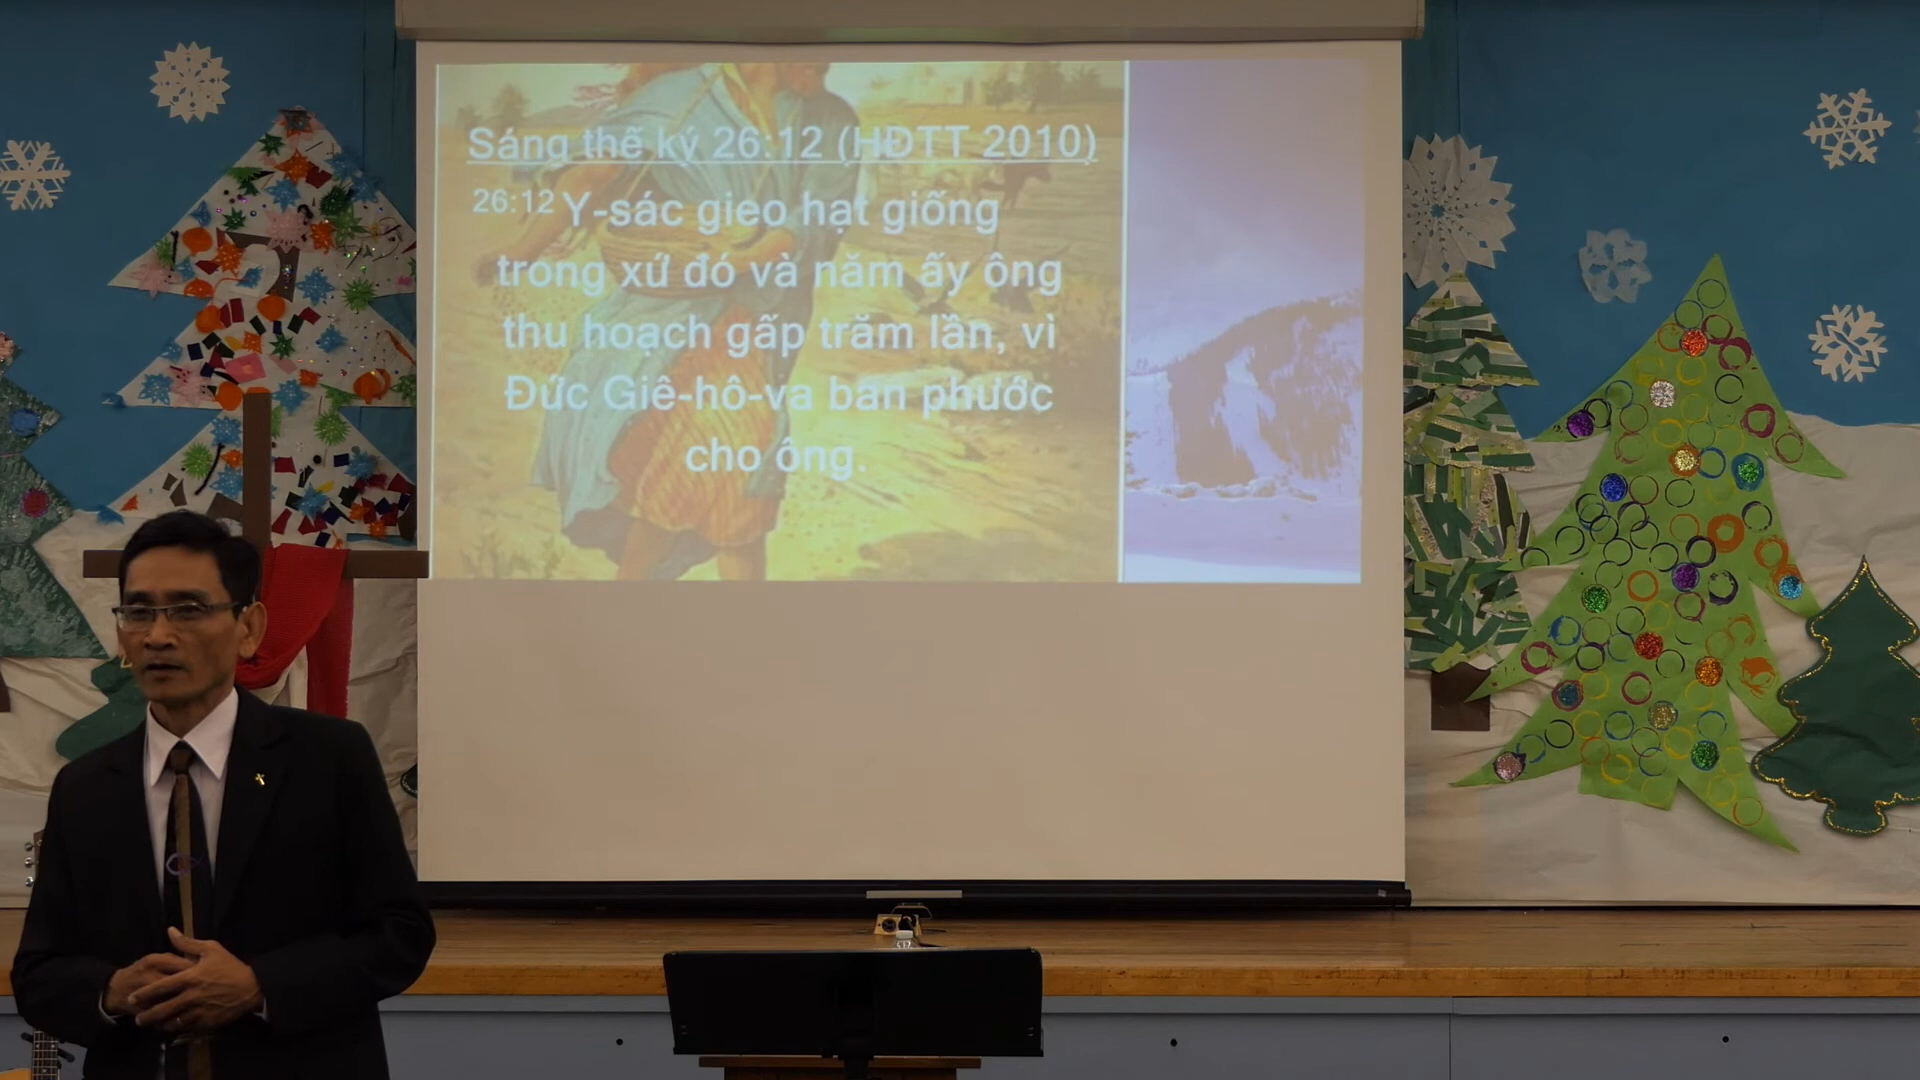 Sáng thế ký 26:12 (HĐTT 2010)
26:12 Y-sác gieo hạt giống
trong xứ đó và năm ấy ông
thu hoạch gấp trăm lần, vì
Đức Giê-hô-va ban phước
cho ông.